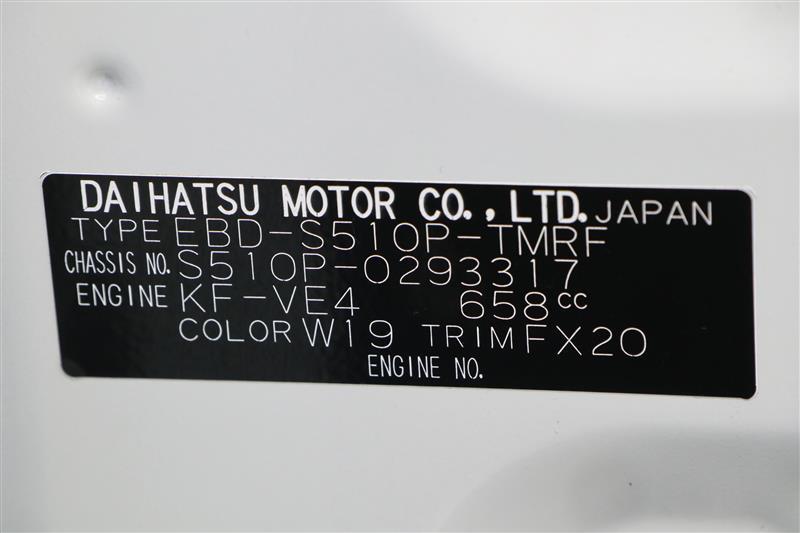 DAIHATSU MOTOR CO., LTD. JAPAN
TYPE EBD-S510P-TMRF
CHASSIS NO. S510P-0293317
ENGINE KF-VE4 658cc
COLOR W19 TRIM FX20
ENGINE NO.